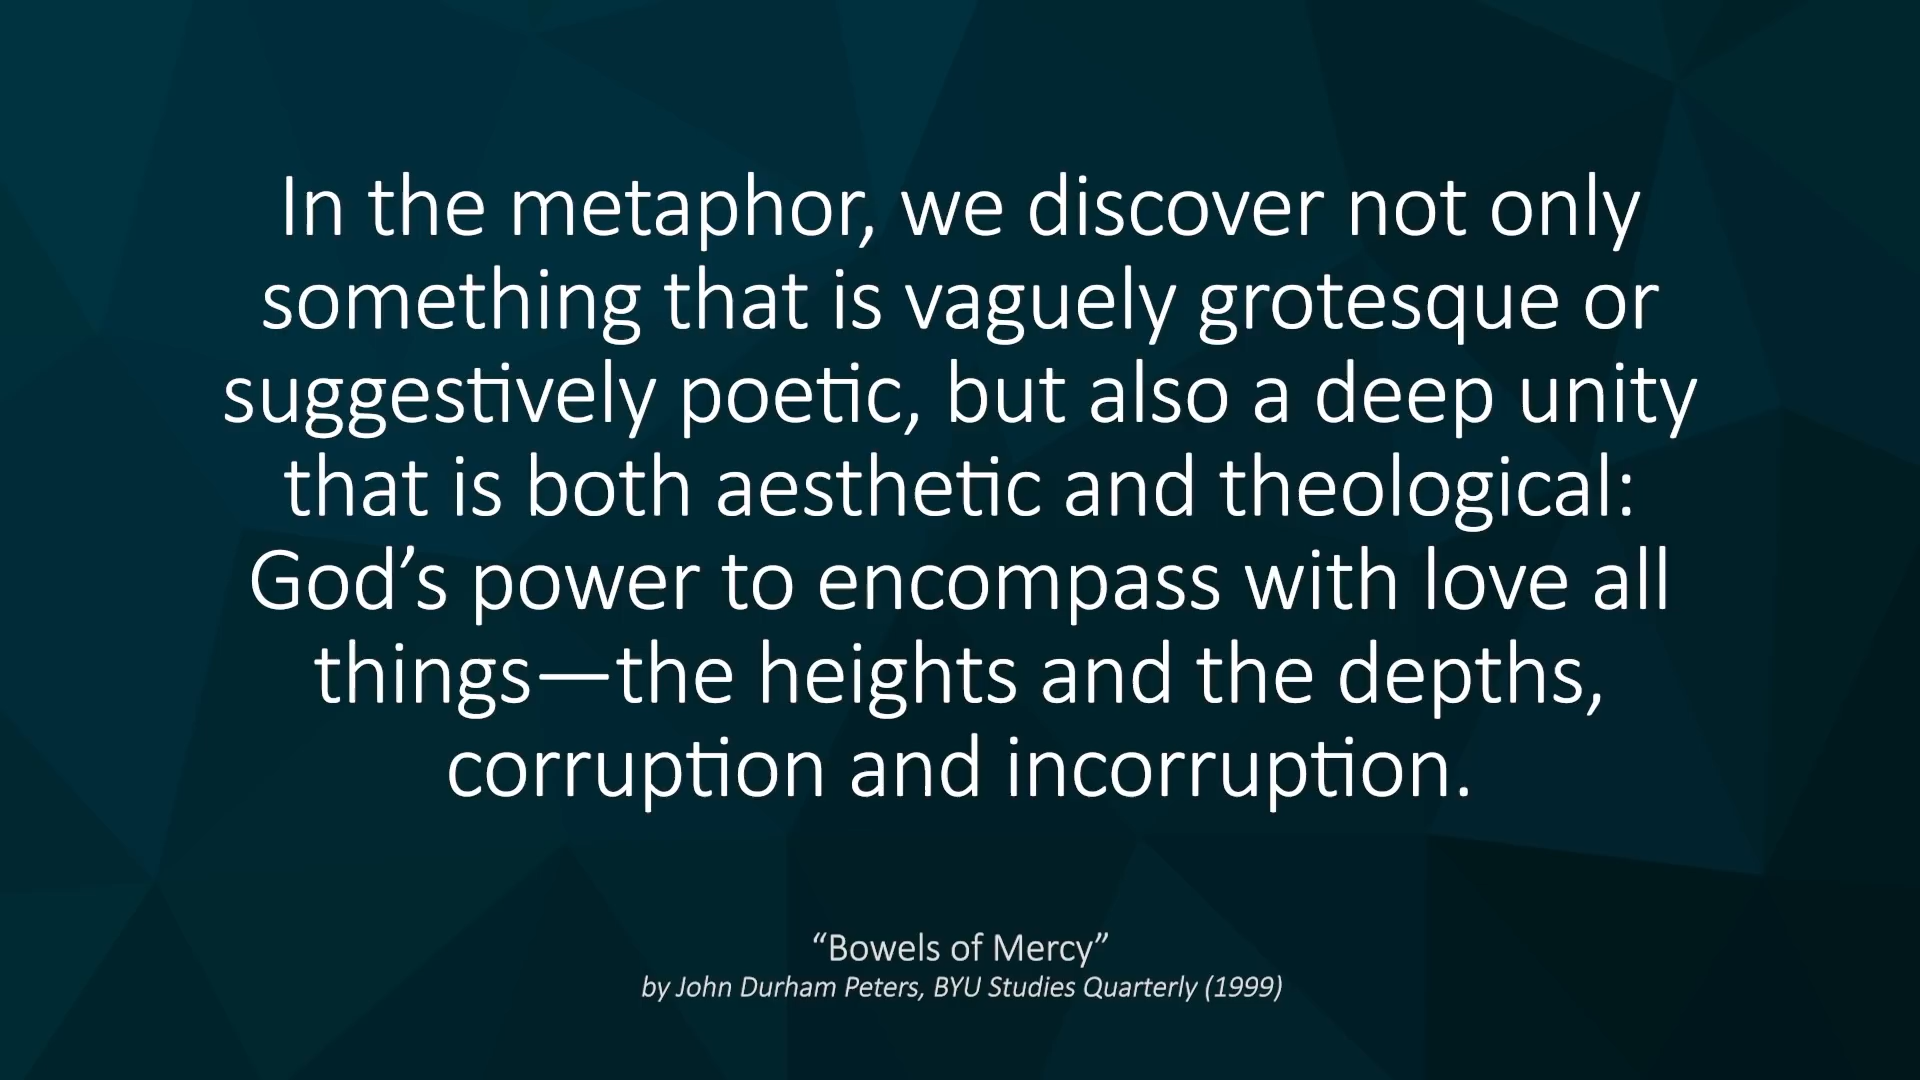 In the metaphor, we discover not only
something that is vaguely grotesque or
suggestively poetic, but also a deep unity
that is both aesthetic and theological:
God’s power to encompass with love all
things—the heights and the depths,
corruption and incorruption.
“Bowels of Mercy”
by John Durham Peters, BYU Studies Quarterly (1999)